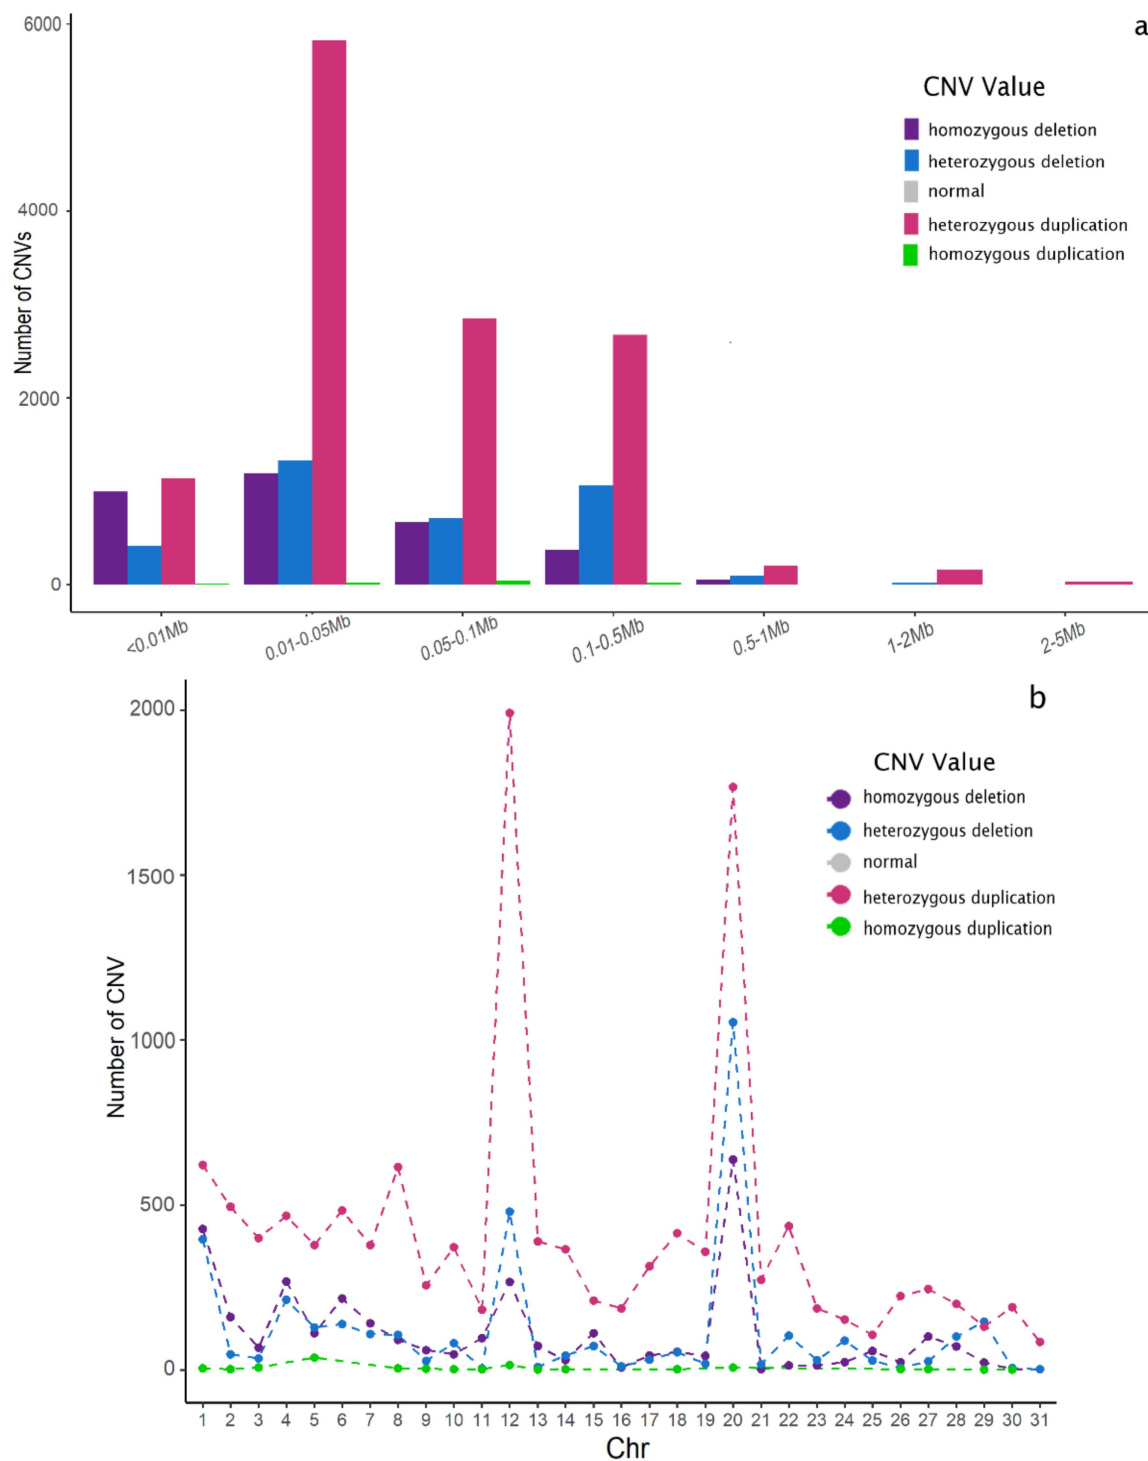 a
6000
4000
2000
0
Number of CNVs
CNV Value
homozygous deletion
heterozygous deletion
normal
heterozygous duplication
homozygous duplication
<0.01Mb 0.01-0.05Mb 0.05-0.1Mb 0.1-0.5Mb 0.5-1Mb 1-2Mb 2-5Mb
b
2000
1500
1000
500
0
Number of CNV
CNV Value
homozygous deletion
heterozygous deletion
normal
heterozygous duplication
homozygous duplication
1 2 3 4 5 6 7 8 9 10 11 12 13 14 15 16 17 18 19 20 21 22 23 24 25 26 27 28 29 30 31
Chr